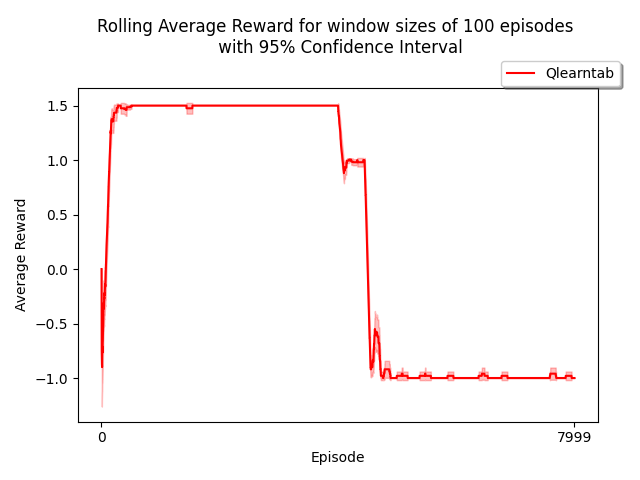 Rolling Average Reward for window sizes of 100 episodes
with 95% Confidence Interval
Qlearntab
1.5
1.0
0.5
0.0
−0.5
−1.0
Average Reward
0
7999
Episode